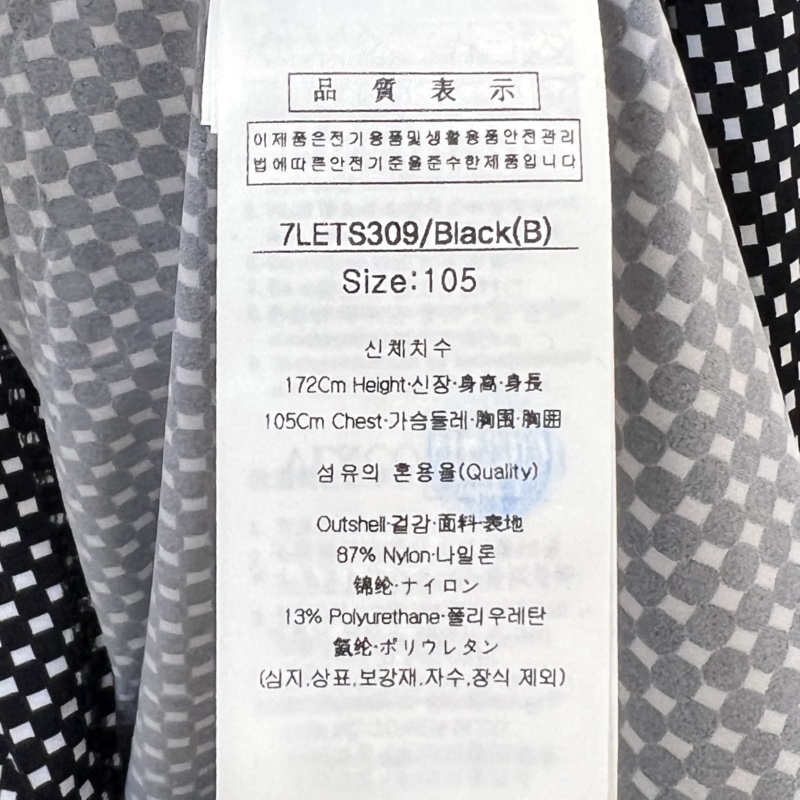 品質表示
이제품은전기용품및생활용품안전관리
법에따른안전기준을준수한제품입니다
7LETS309/Black(B)
Size:105
신체치수
172Cm Height·신장·身高·身長
105Cm Chest·가슴둘레·胸围·胸囲
섬유의 혼용율(Quality)
Outshell·겉감·面料·表地
87% Nylon·나일론
锦纶·ナイロン
13% Polyurethane·폴리우레탄
氨纶·ポリウレタン
(심지,상표,보강재,자수,장식 제외)